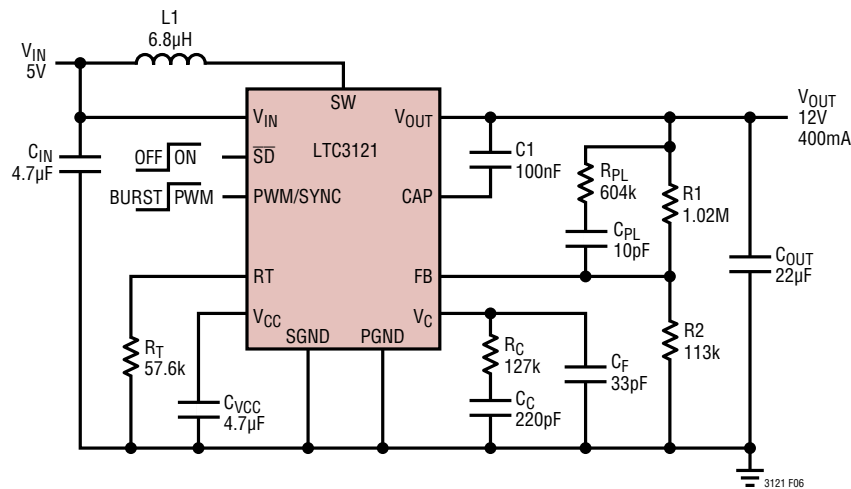 L1
6.8µH
VIN
5V
SW
VIN
VOUT
VOUT
12V
400mA
LTC3121
CIN
4.7µF
OFF ON
SD
C1
100nF
RPL
604k
R1
1.02M
BURST PWM
PWM/SYNC
CAP
CPL
10pF
COUT
22µF
RT
FB
VCC
VC
SGND
PGND
RT
57.6k
RC
127k
CF
33pF
R2
113k
CVCC
4.7µF
CC
220pF
3121 F06